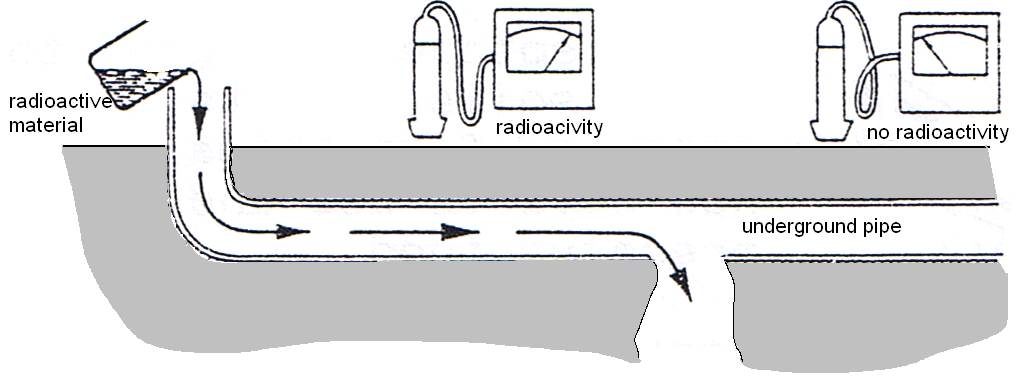 radioactive
material
radioacivity
no radioactivity
underground pipe